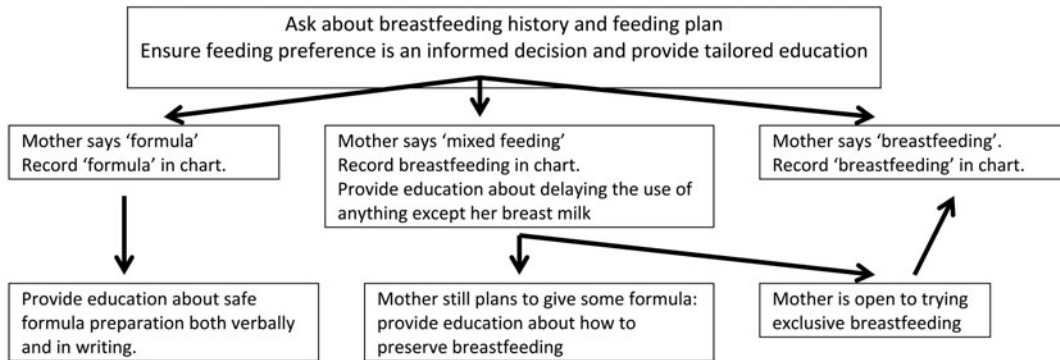 Ask about breastfeeding history and feeding plan
Ensure feeding preference is an informed decision and provide tailored education
Mother says ‘formula’
Record ‘formula’ in chart.
Mother says ‘mixed feeding’
Record breastfeeding in chart.
Provide education about delaying the use of
anything except her breast milk
Mother says ‘breastfeeding’.
Record ‘breastfeeding’ in chart.
Provide education about safe
formula preparation both verbally
and in writing.
Mother still plans to give some formula:
provide education about how to
preserve breastfeeding
Mother is open to trying
exclusive breastfeeding